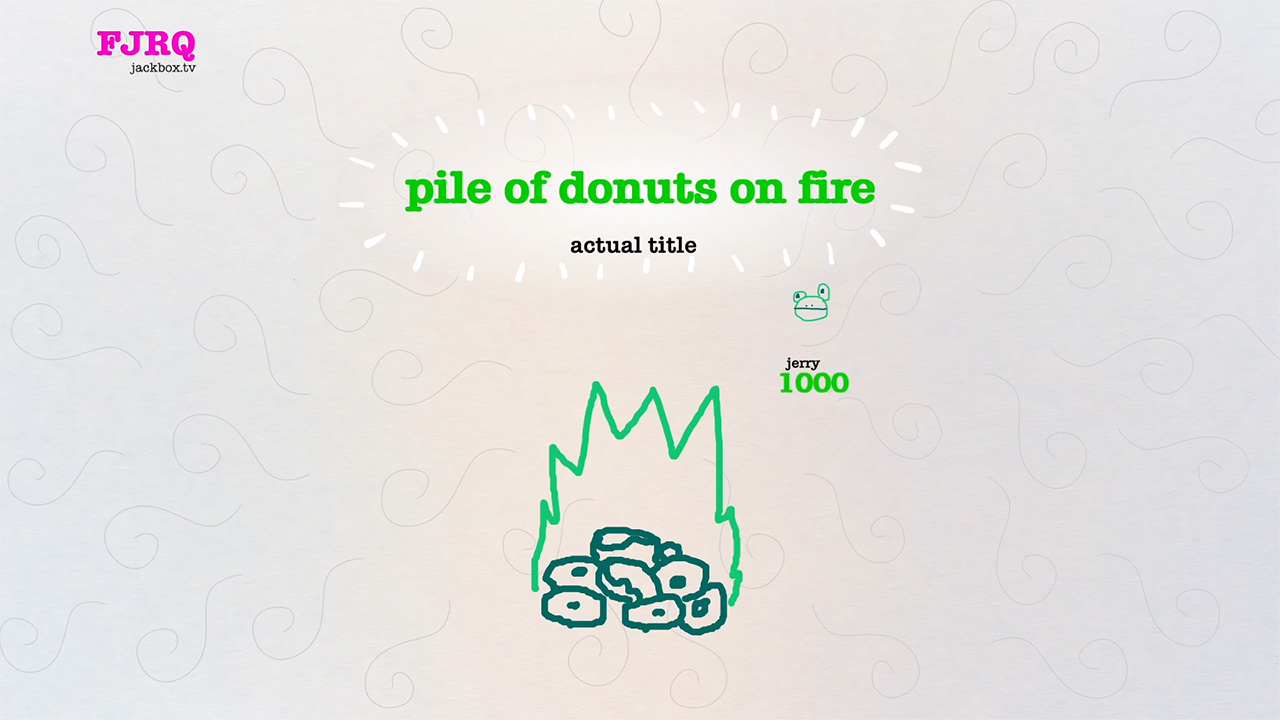 FJRQ
jackbox.tv
pile of donuts on fire
actual title
jerry
1000